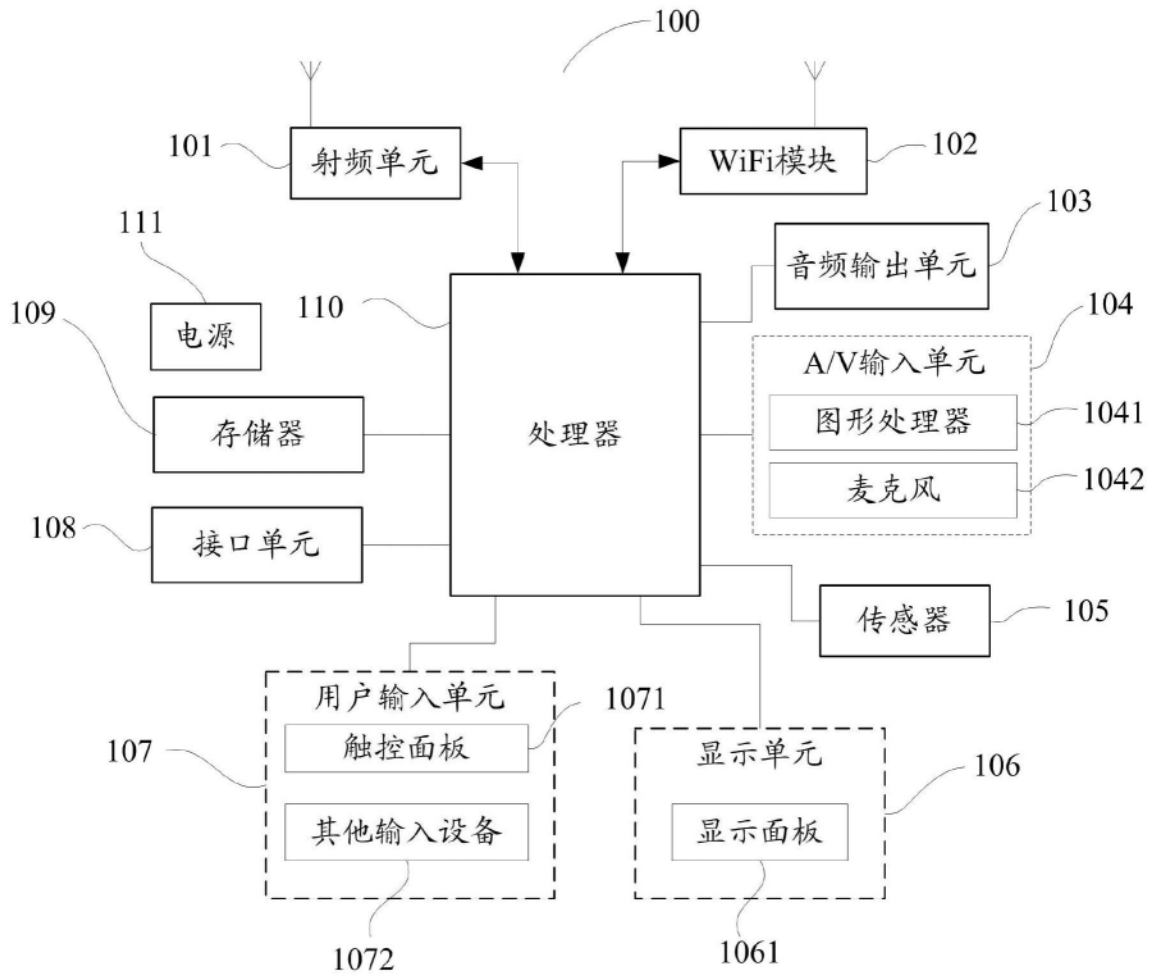 100
101
射频单元
WiFi模块
102
103
111
音频输出单元
110
109
电源
104
A/V输入单元
存储器
处理器
图形处理器
1041
麦克风
1042
108
接口单元
传感器
105
用户输入单元
1071
107
触控面板
显示单元
106
其他输入设备
显示面板
1072
1061